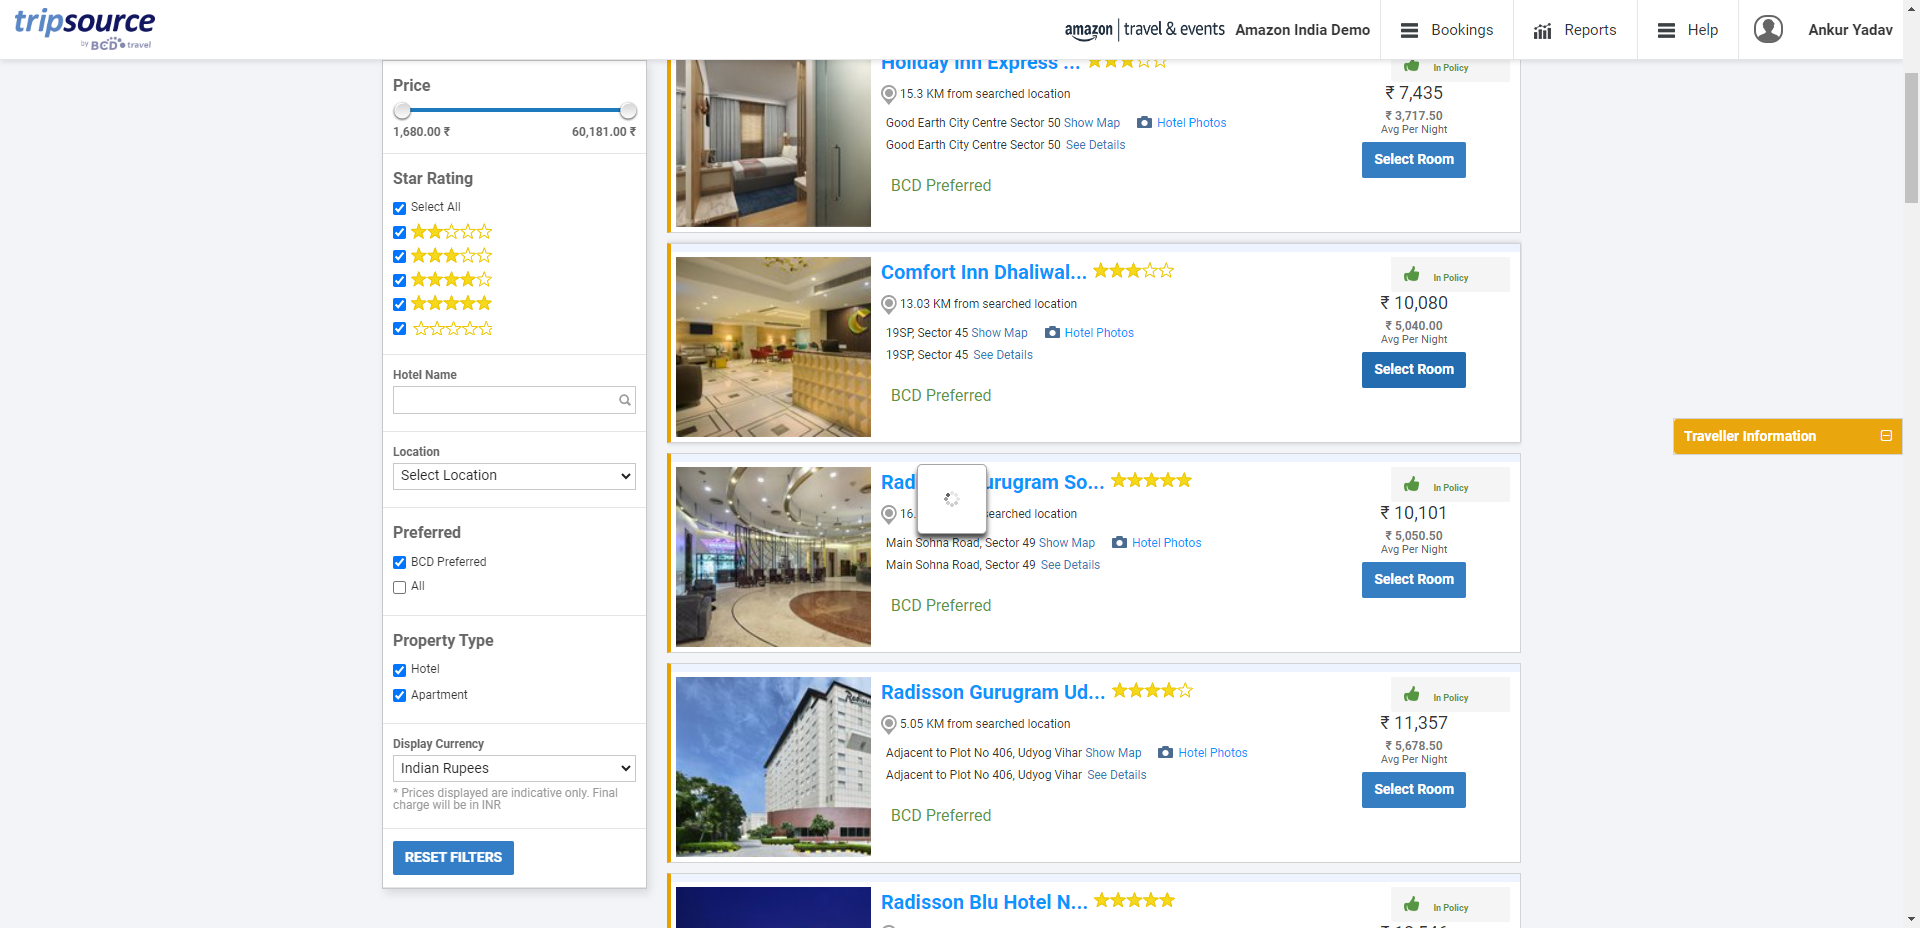 tripsource
by BCD travel
amazon travel & events Amazon India Demo
Bookings
Reports
Help
Ankur Yadav
Price
1,680.00 ₹ 60,181.00 ₹
Star Rating
Select All
Hotel Name
Location
Select Location
Preferred
BCD Preferred
All
Property Type
Hotel
Apartment
Display Currency
Indian Rupees
* Prices displayed are indicative only. Final
charge will be in INR
RESET FILTERS
Holiday Inn Express ...
In Policy
15.3 KM from searched location
₹ 7,435
₹ 3,717.50
Avg Per Night
Good Earth City Centre Sector 50 Show Map Hotel Photos
Good Earth City Centre Sector 50 See Details
Select Room
BCD Preferred
Comfort Inn Dhaliwal...
In Policy
13.03 KM from searched location
₹ 10,080
₹ 5,040.00
Avg Per Night
19SP, Sector 45 Show Map Hotel Photos
19SP, Sector 45 See Details
Select Room
BCD Preferred
Rad urugram So...
In Policy
16. searched location
₹ 10,101
₹ 5,050.50
Avg Per Night
Main Sohna Road, Sector 49 Show Map Hotel Photos
Main Sohna Road, Sector 49 See Details
Select Room
BCD Preferred
Radisson Gurugram Ud...
In Policy
5.05 KM from searched location
₹ 11,357
₹ 5,678.50
Avg Per Night
Adjacent to Plot No 406, Udyog Vihar Show Map Hotel Photos
Adjacent to Plot No 406, Udyog Vihar See Details
Select Room
BCD Preferred
Radisson Blu Hotel N...
In Policy
Traveller Information